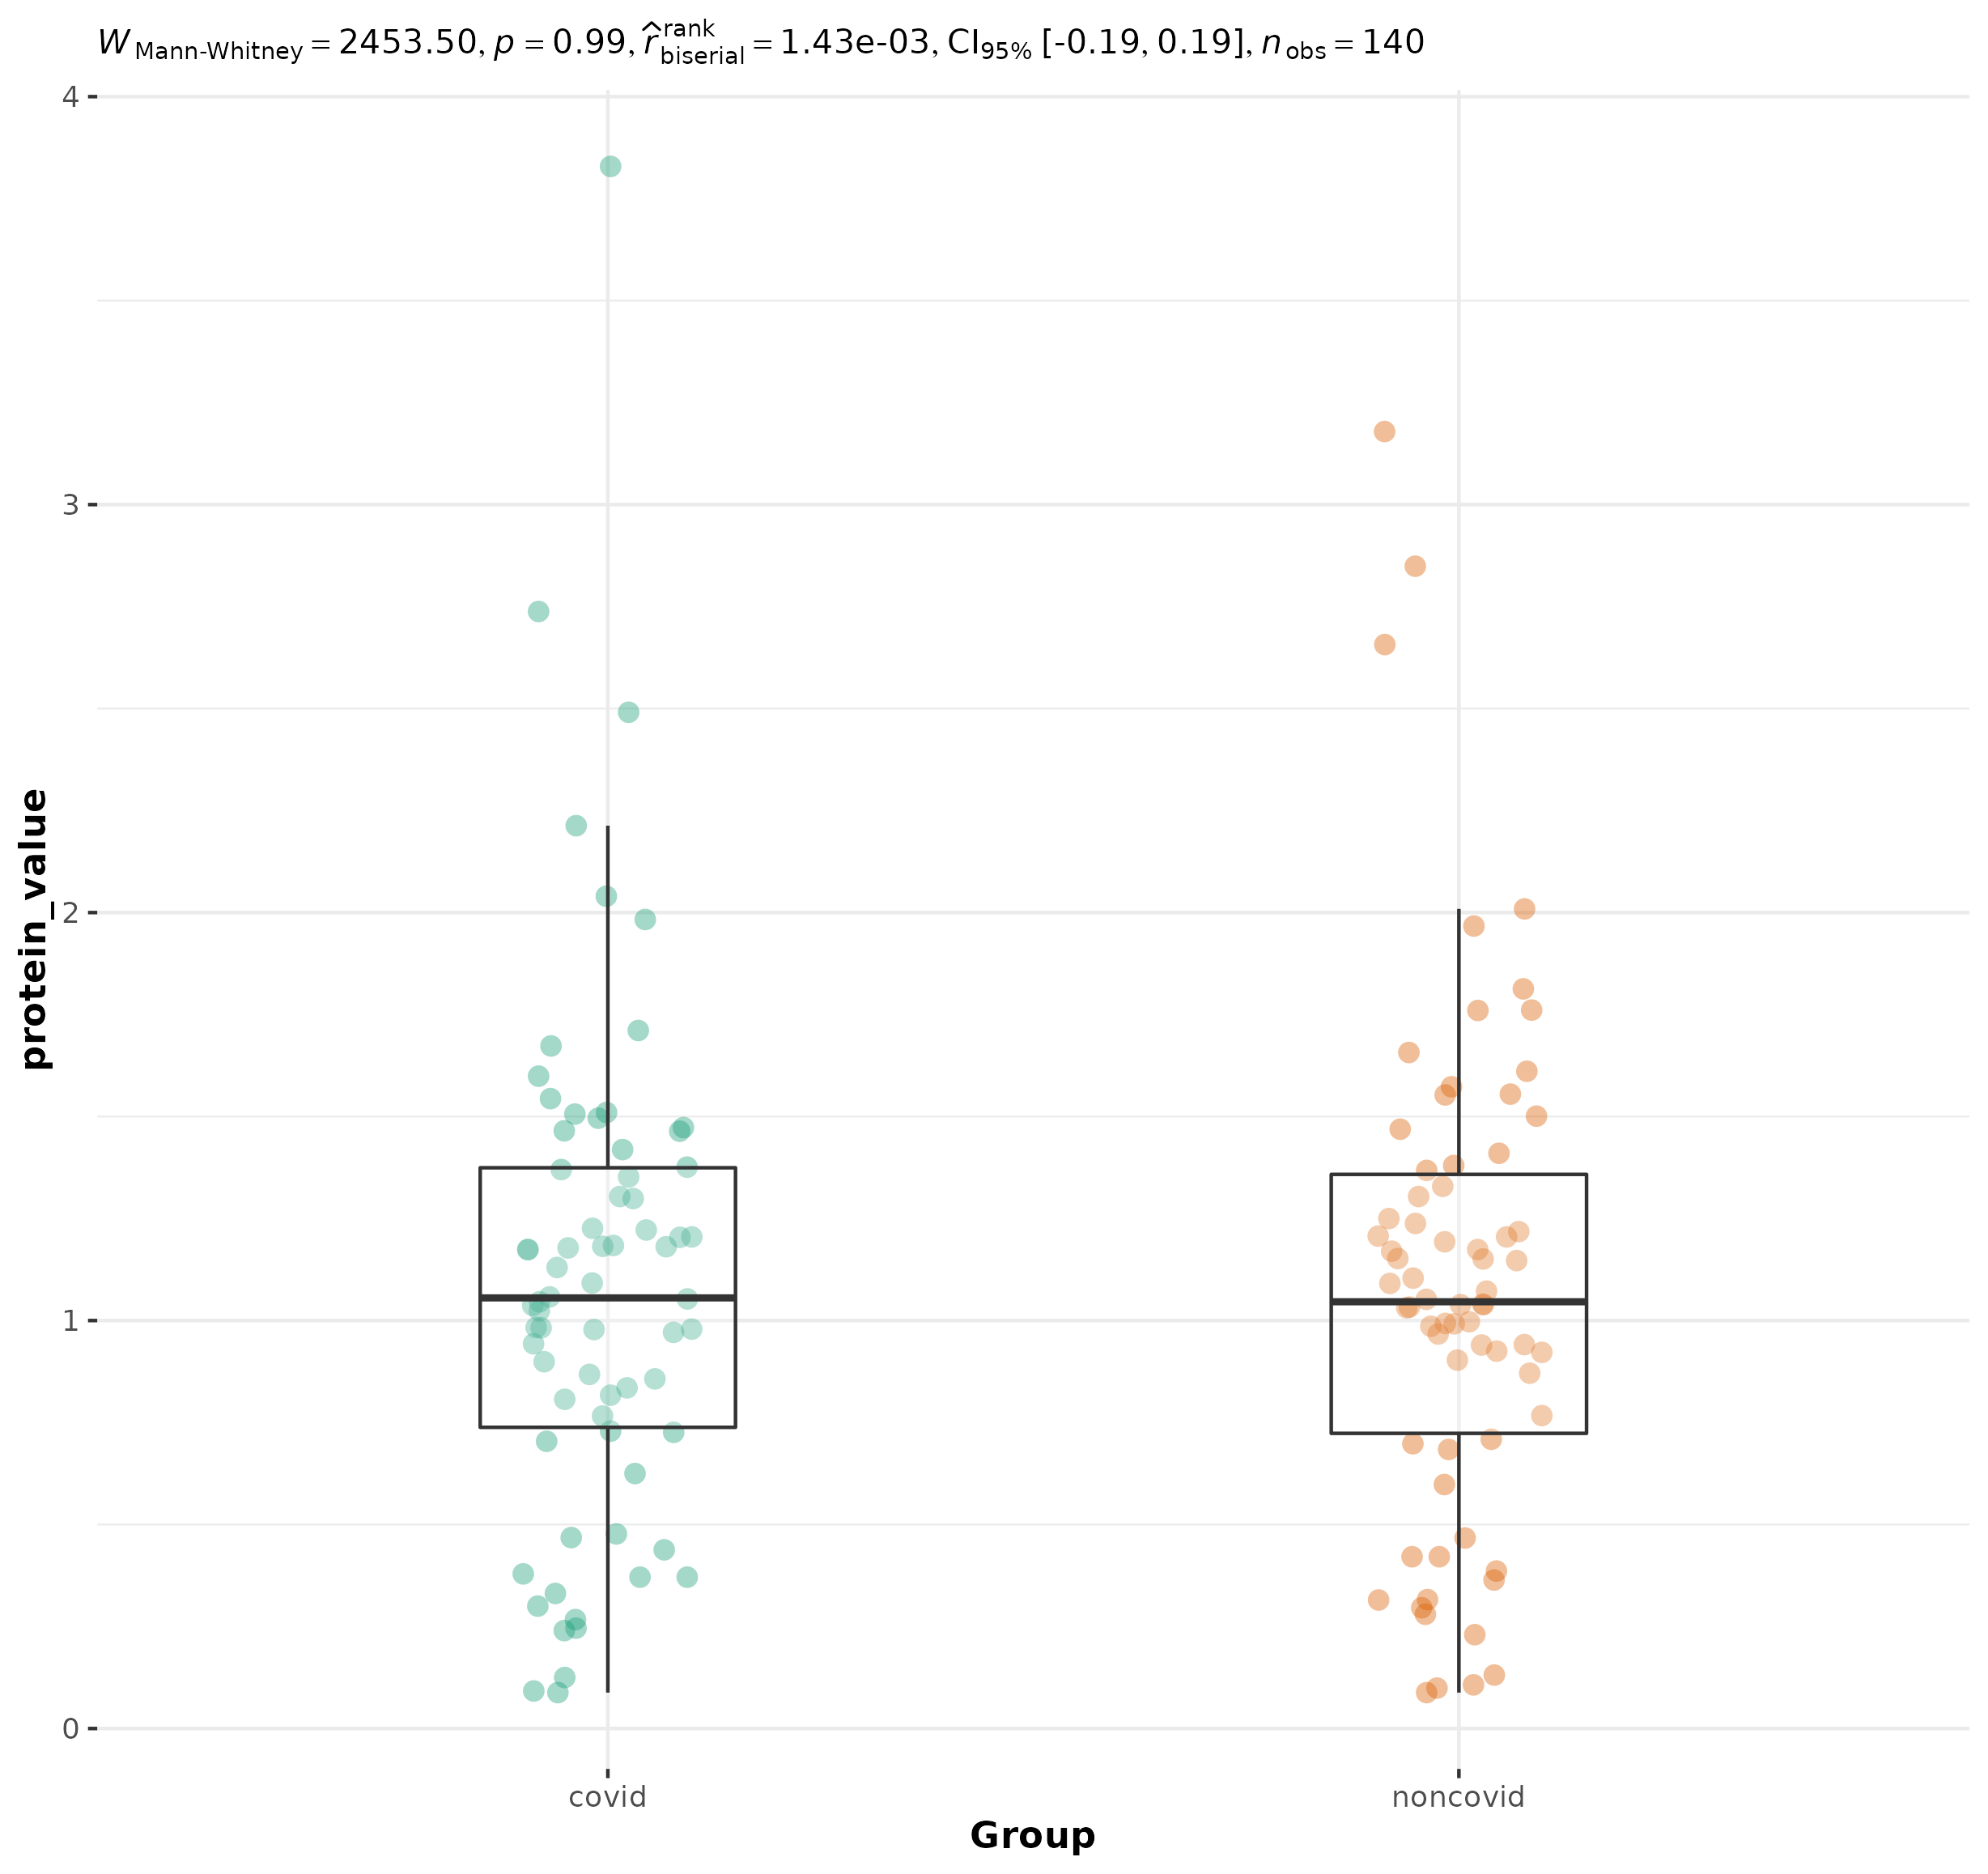 W Mann-Whitney = 2453.50, p = 0.99, r̂ rank biserial = 1.43e-03, CI95% [-0.19, 0.19], n obs = 140
4
3
2
1
0
protein_value
covid noncovid
Group